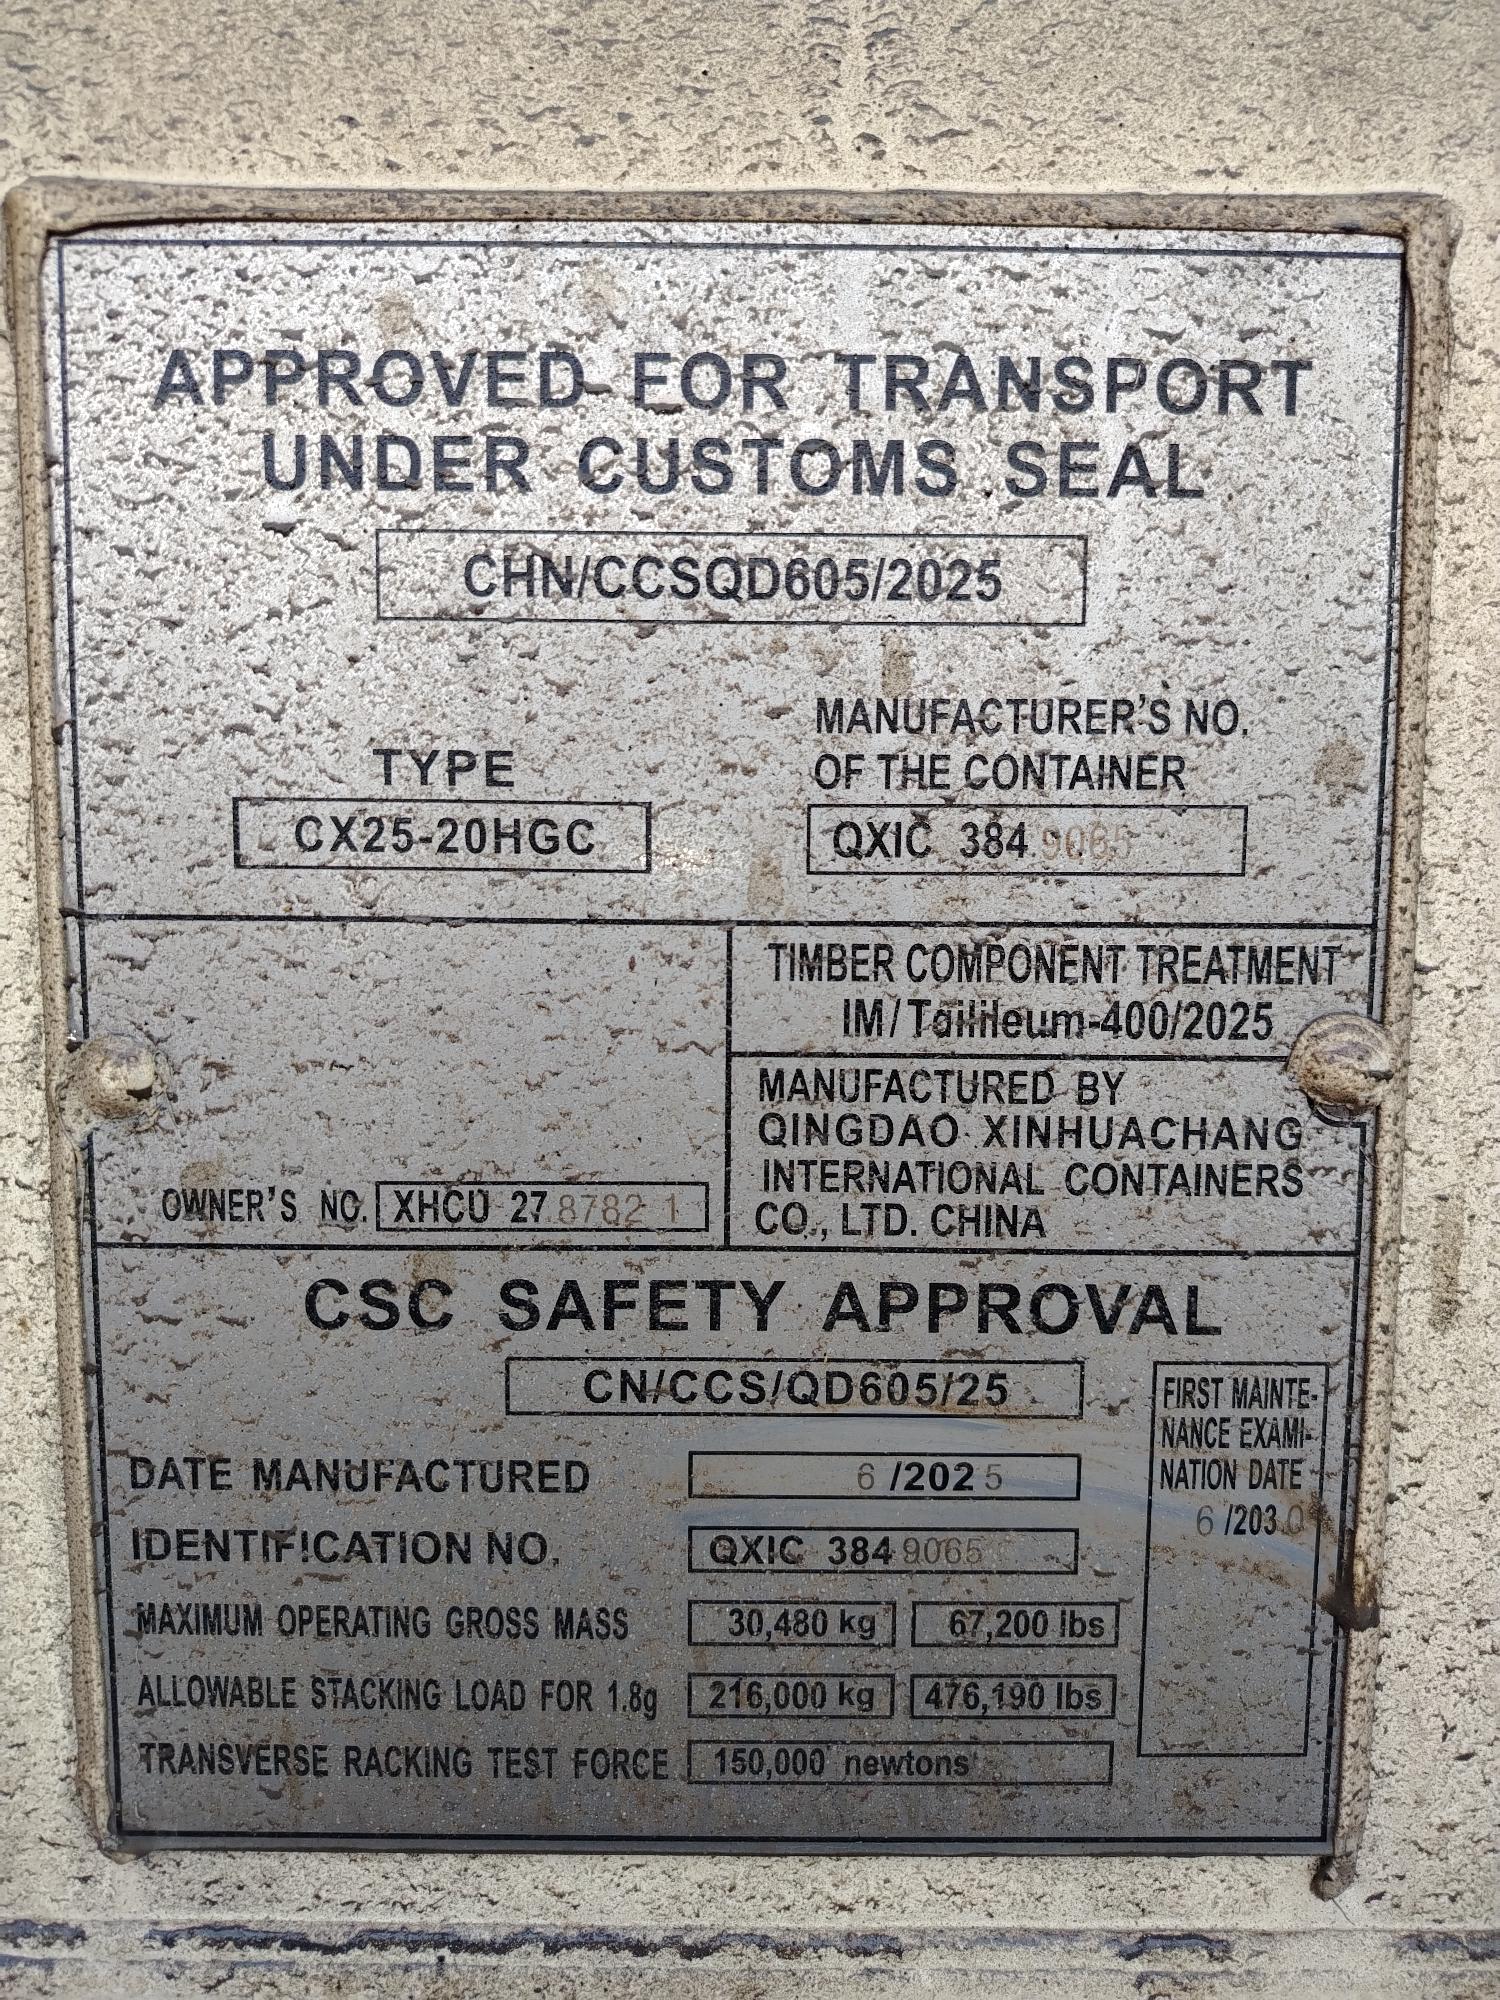 APPROVED FOR TRANSPORT
UNDER CUSTOMS SEAL
CHN/CCSQD605/2025
TYPE
CX25-20HGC
MANUFACTURER'S NO.
OF THE CONTAINER
QXIC 384 9065
TIMBER COMPONENT TREATMENT
IM/Tailileum-400/2025
MANUFACTURED BY
QINGDAO XINHUACHANG
INTERNATIONAL CONTAINERS
CO., LTD. CHINA
OWNER'S NO. XHCU 27 8782 1
CSC SAFETY APPROVAL
CN/CCS/QD605/25
DATE MANUFACTURED 6 /2025
IDENTIFICATION NO. QXIC 384 9065
MAXIMUM OPERATING GROSS MASS 30,480 kg 67,200 lbs
ALLOWABLE STACKING LOAD FOR 1.8g 216,000 kg 476,190 lbs
TRANSVERSE RACKING TEST FORCE 150,000 newtons
FIRST MAINTE-
NANCE EXAMI-
NATION DATE
6 /2030